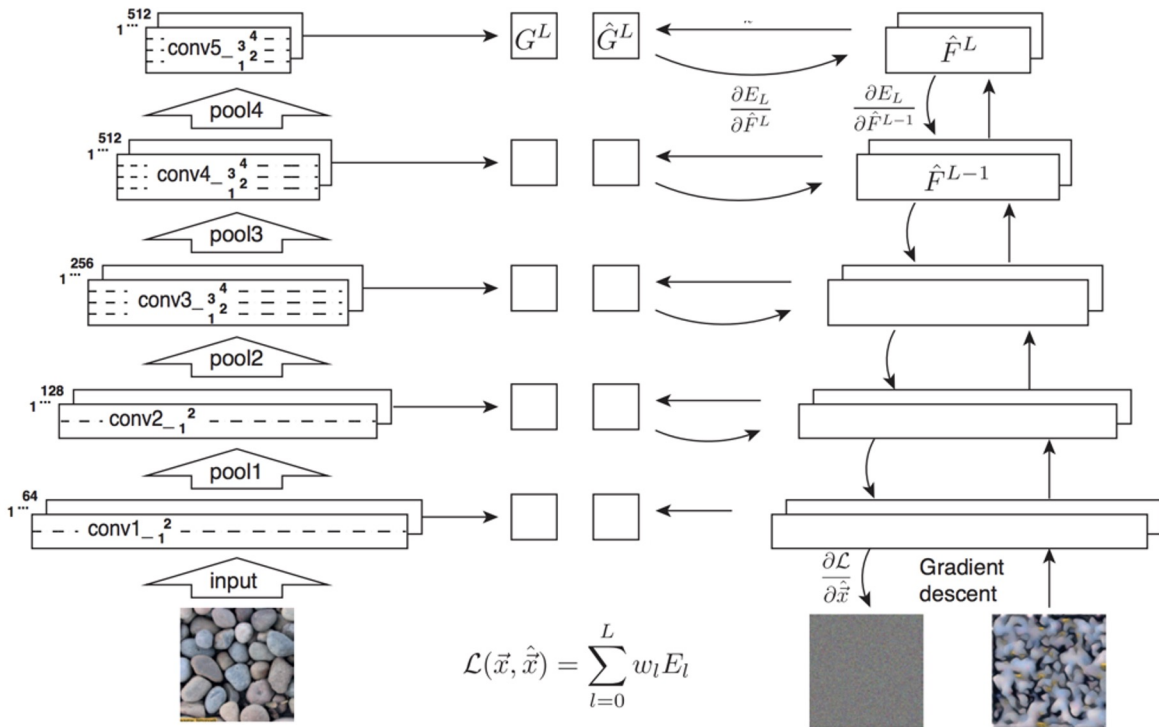 512
1...
conv5_ 1 2 3 4
G^L
Ĝ^L
F̂^L
pool4
∂E_L / ∂F̂^L
∂E_L / ∂F̂^{L-1}
512
1...
conv4_ 1 2 3 4
F̂^{L-1}
pool3
256
1...
conv3_ 1 2 3 4
pool2
128
1...
conv2_ 1 2
pool1
64
1...
conv1_ 1 2
input
∂ℒ / ∂x̂⃗
Gradient
descent
ℒ(x⃗, x̂⃗) = ∑_{l=0}^{L} w_l E_l